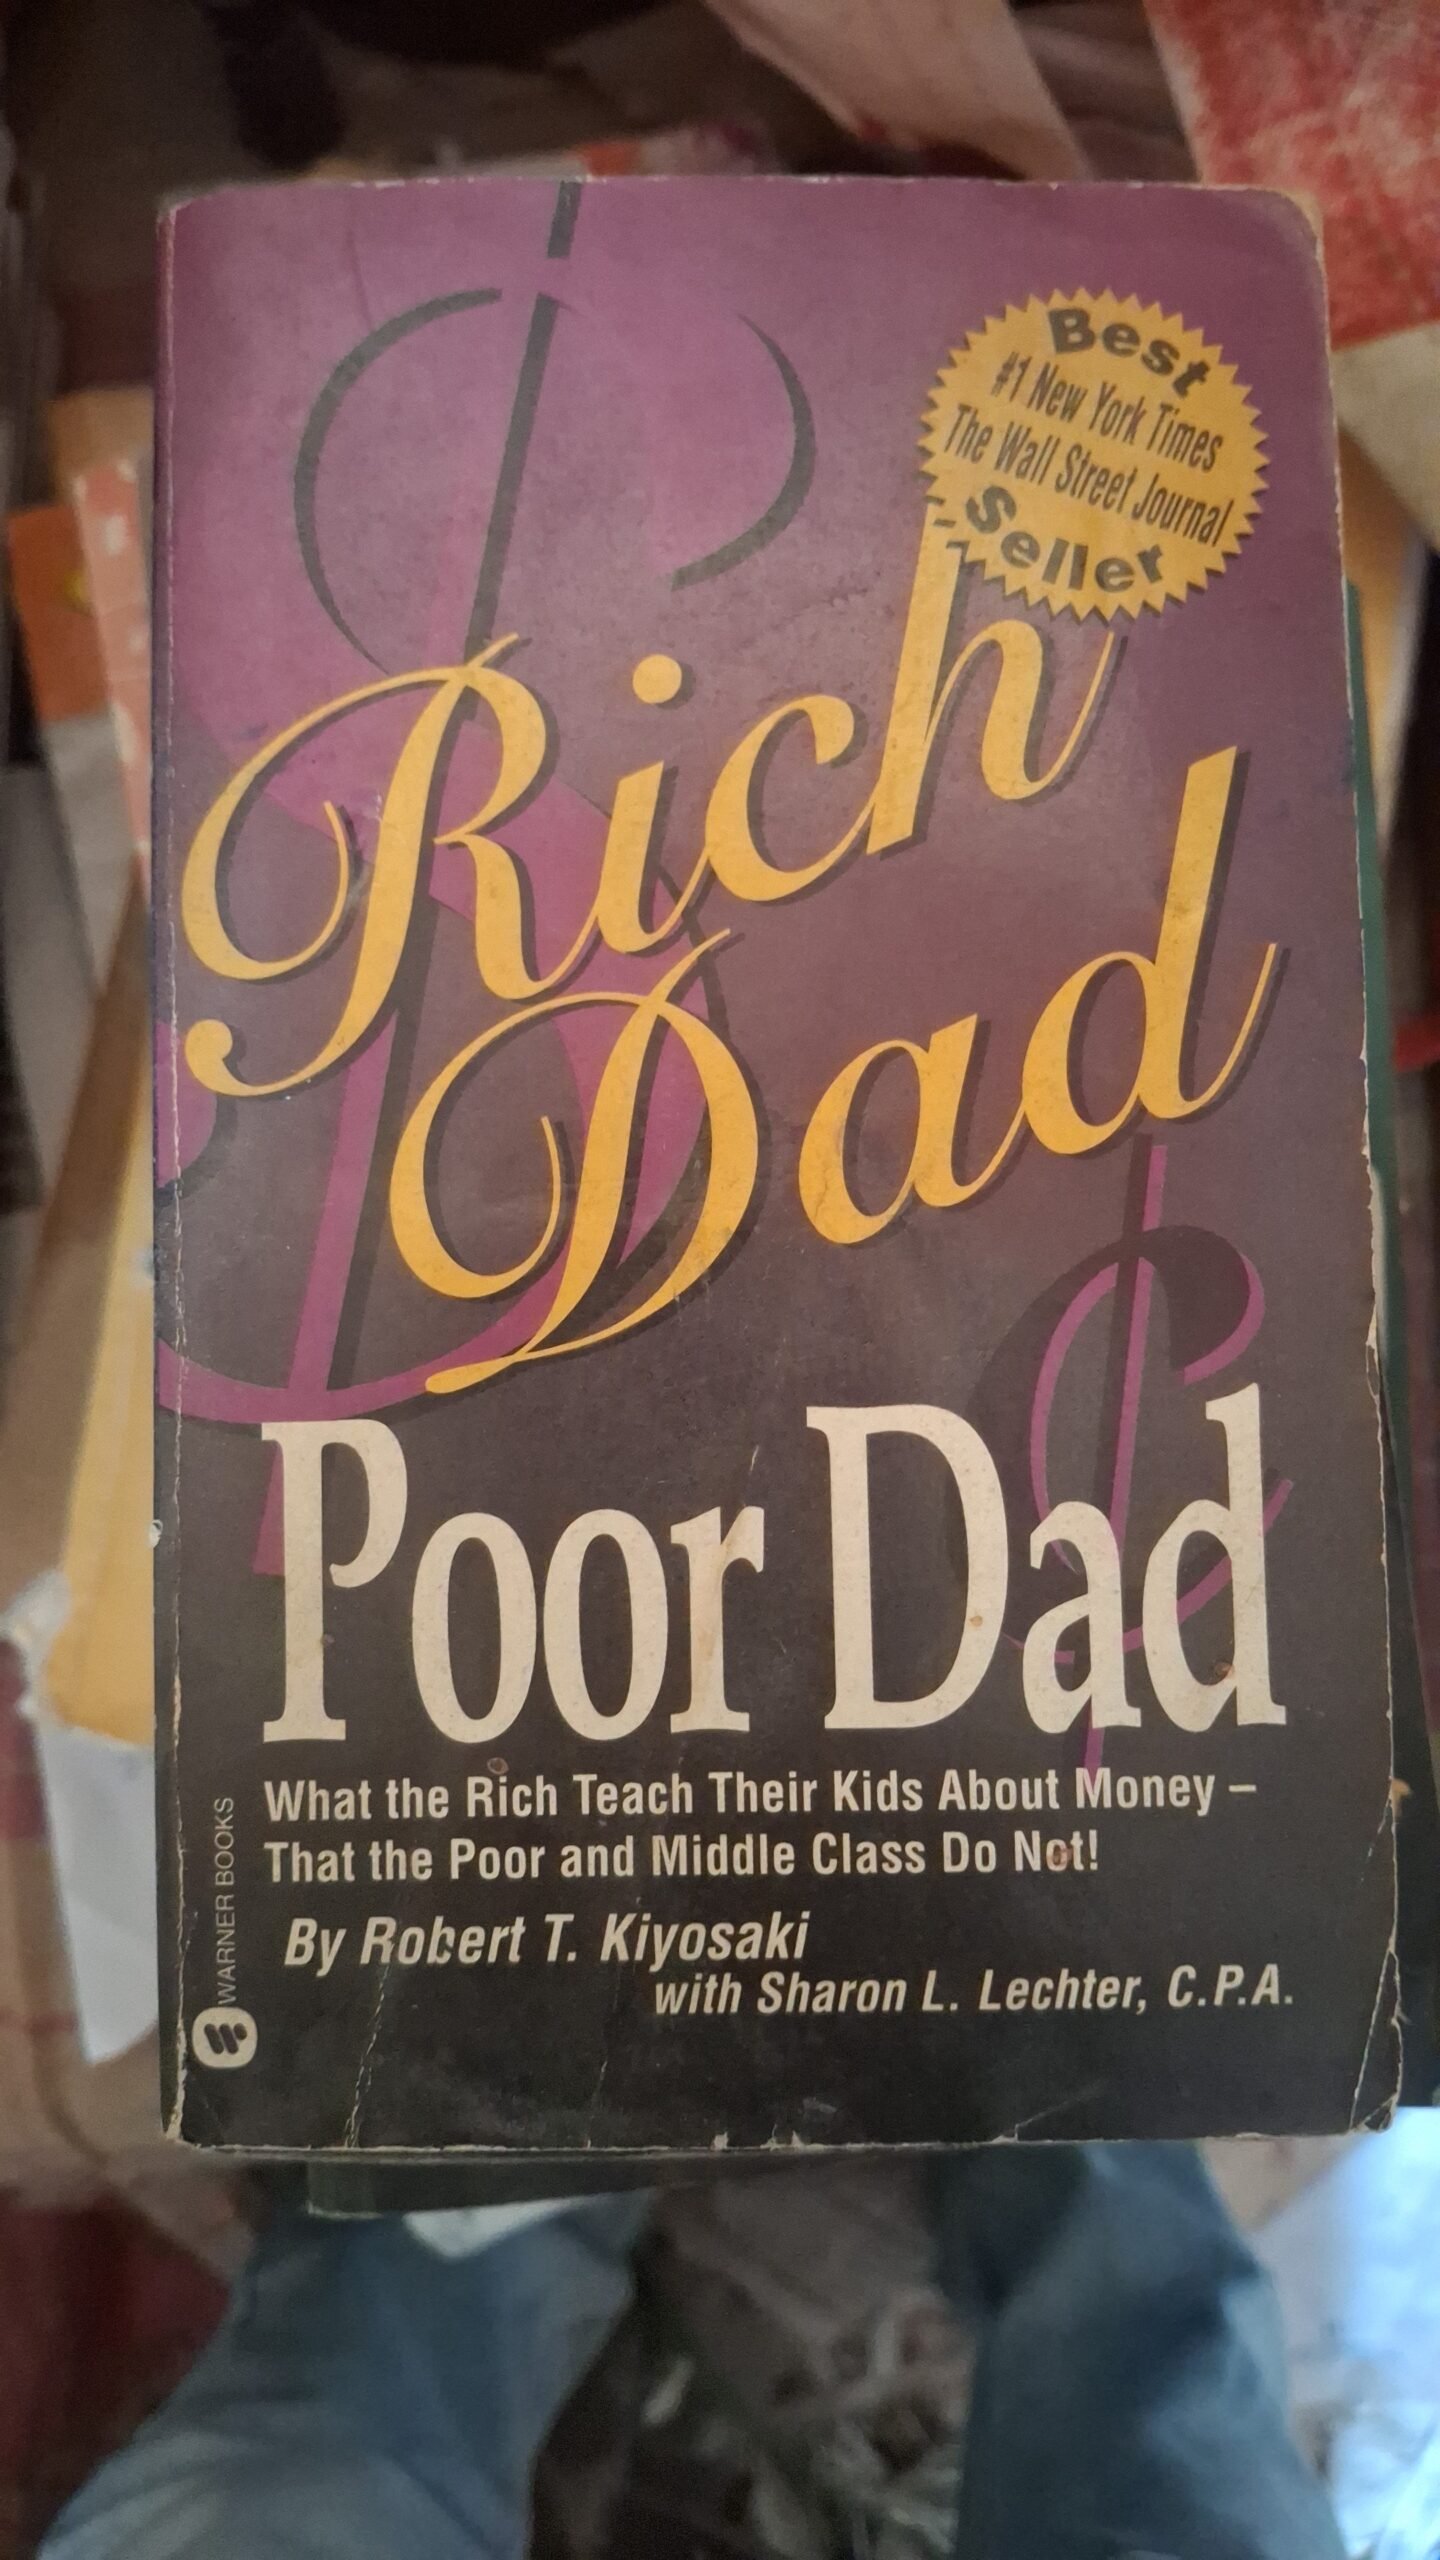 Best
#1 New York Times
The Wall Street Journal
Seller
Rich
Dad
Poor Dad
What the Rich Teach Their Kids About Money –
That the Poor and Middle Class Do Not!
By Robert T. Kiyosaki
with Sharon L. Lechter, C.P.A.
WARNER BOOKS